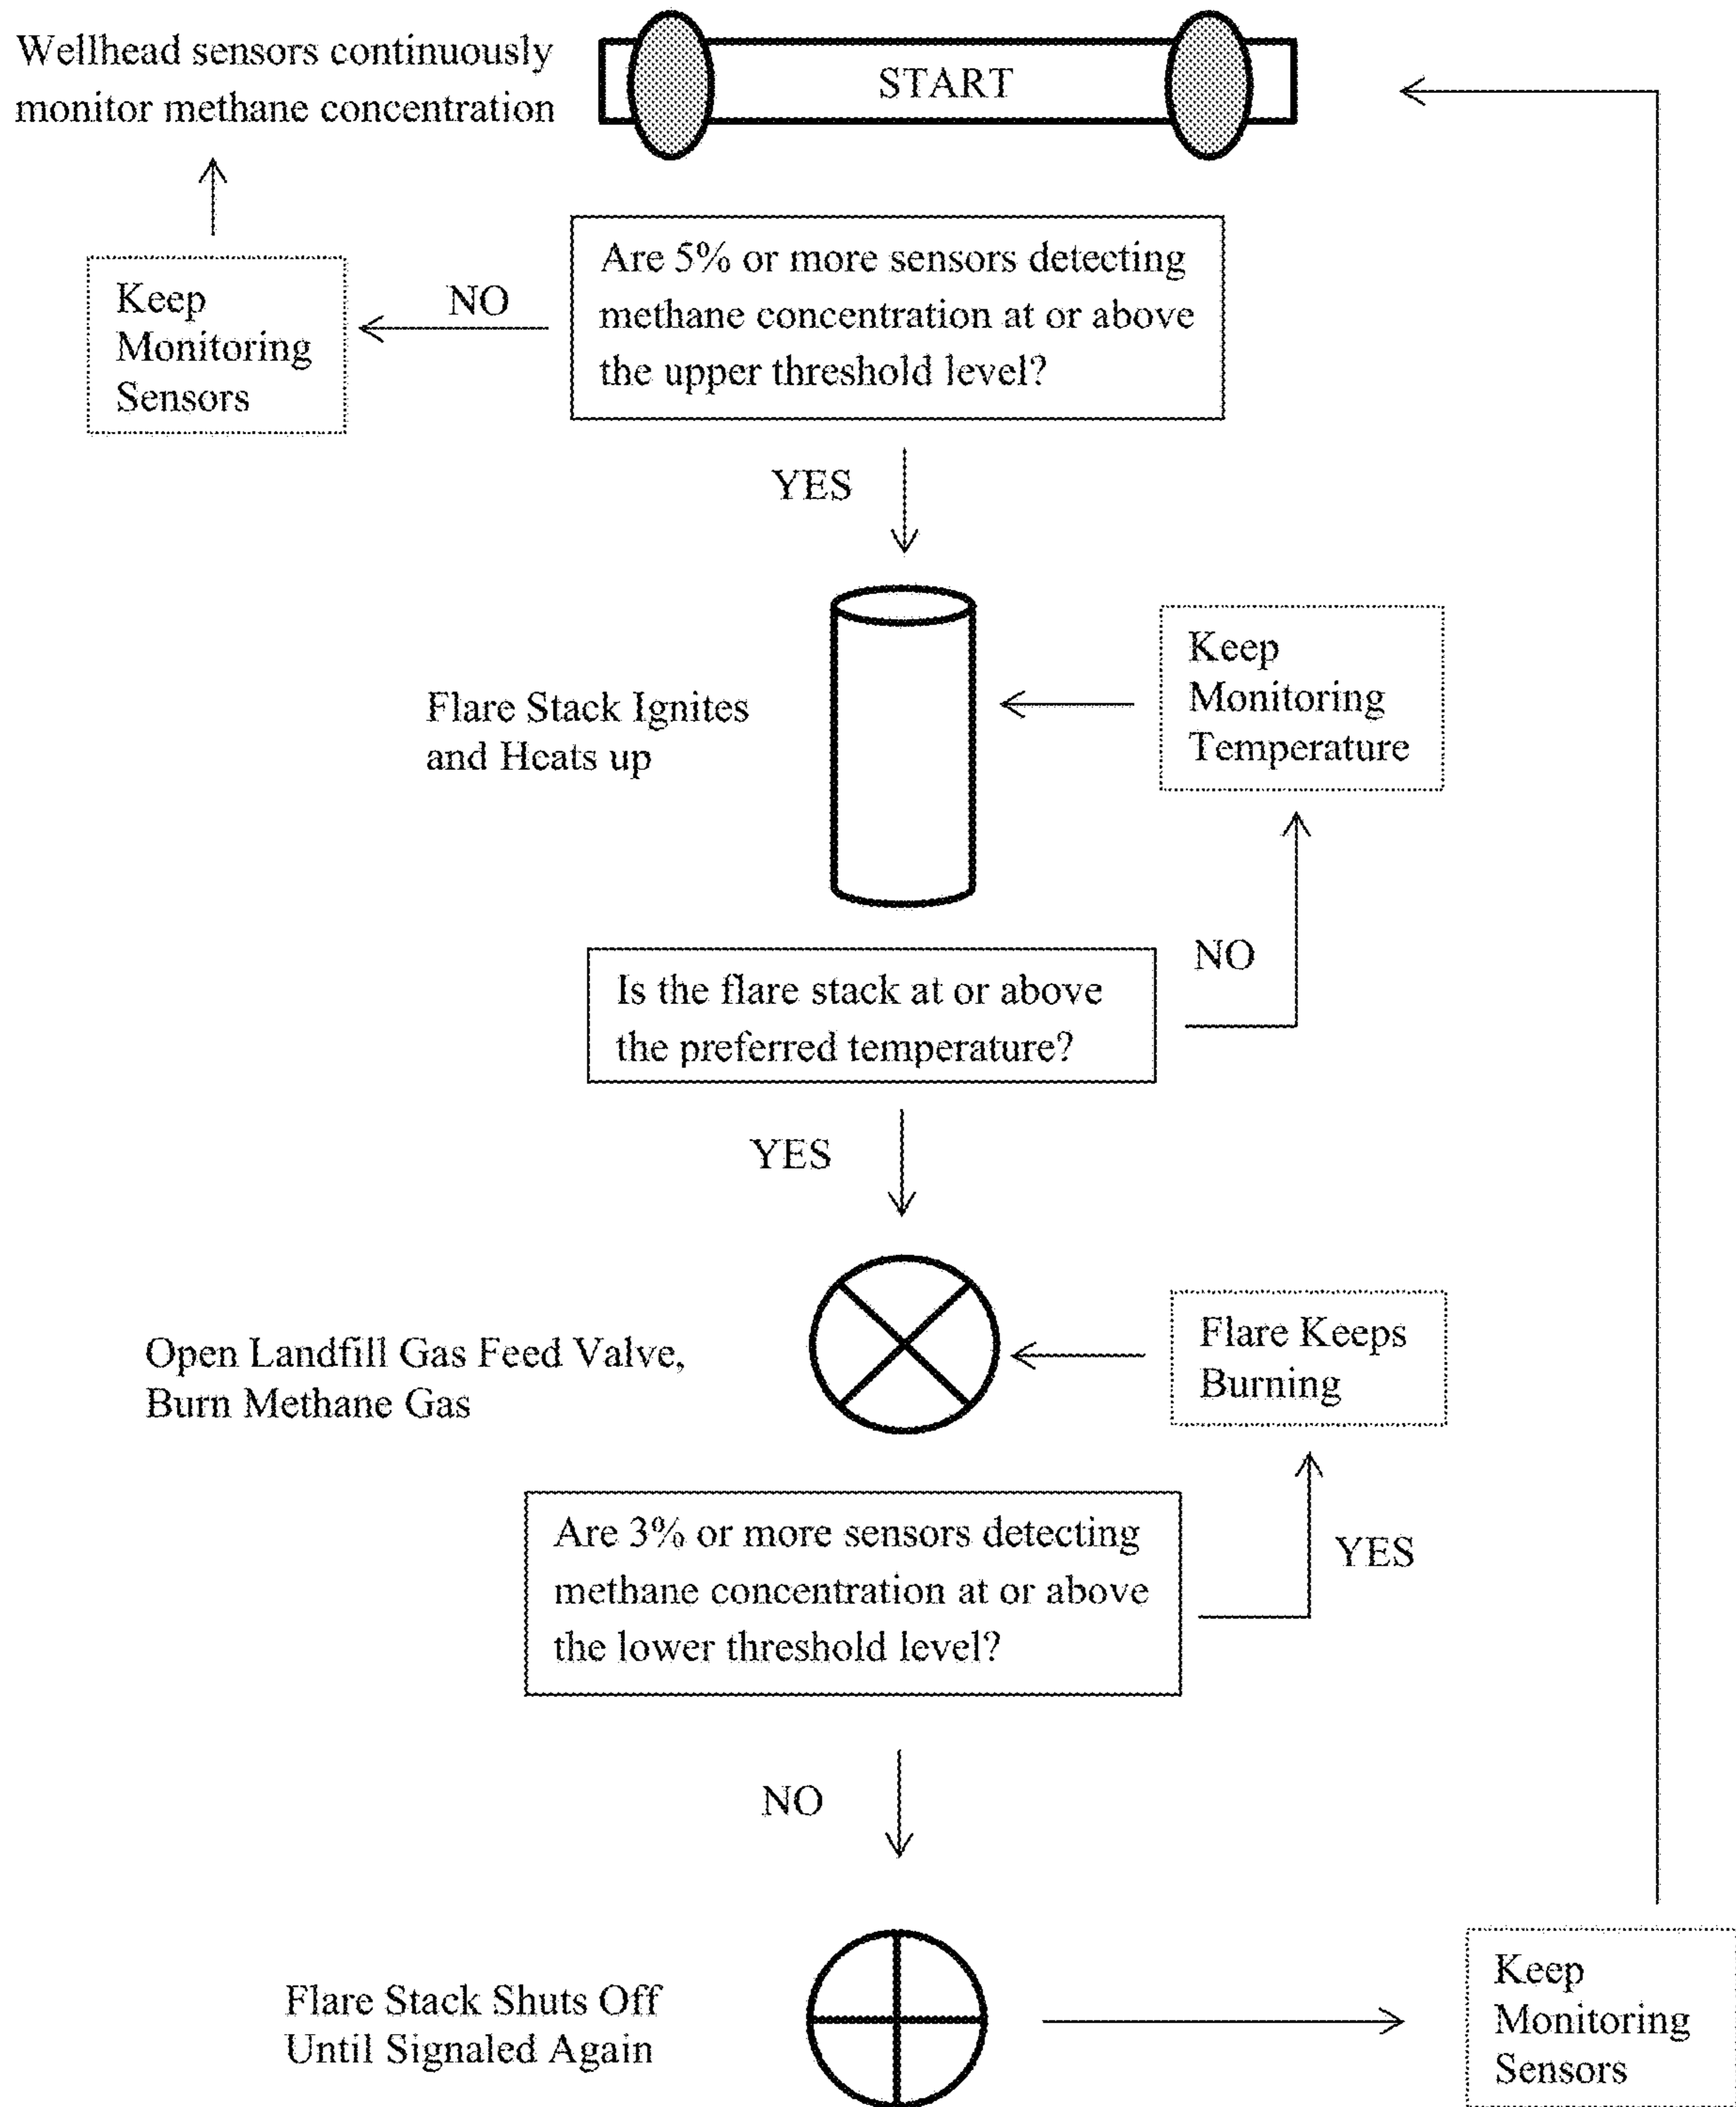 Wellhead sensors continuously
monitor methane concentration
START
Are 5% or more sensors detecting
methane concentration at or above
the upper threshold level?
NO
Keep
Monitoring
Sensors
YES
Flare Stack Ignites
and Heats up
Keep
Monitoring
Temperature
NO
Is the flare stack at or above
the preferred temperature?
YES
Open Landfill Gas Feed Valve,
Burn Methane Gas
Flare Keeps
Burning
Are 3% or more sensors detecting
methane concentration at or above
the lower threshold level?
YES
NO
Flare Stack Shuts Off
Until Signaled Again
Keep
Monitoring
Sensors